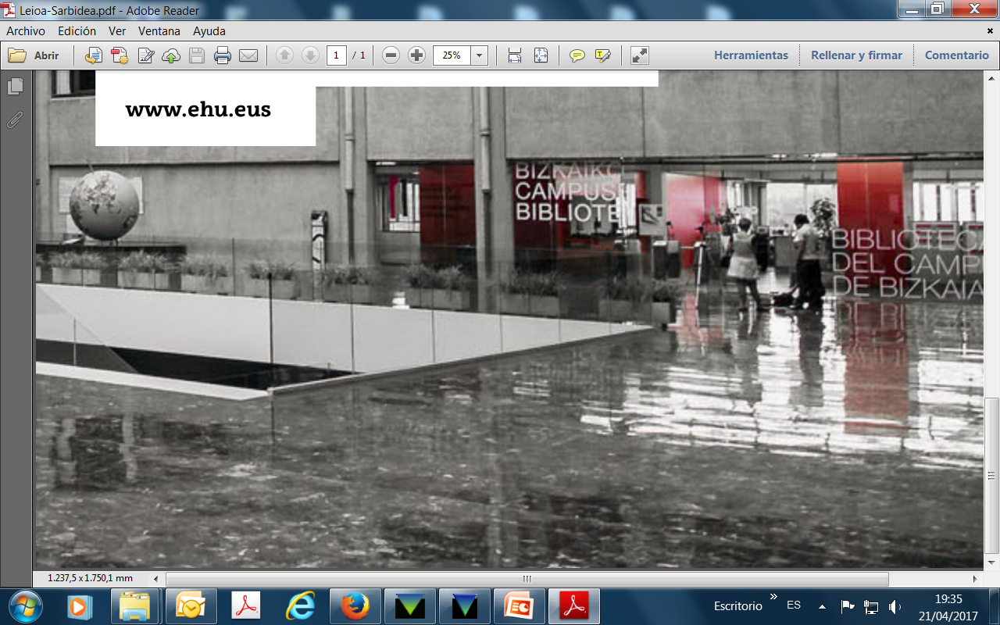 Leioa-Sarbidea.pdf - Adobe Reader
Archivo Edición Ver Ventana Ayuda
Abrir 1 / 1 25% Herramientas Rellenar y firmar Comentario
www.ehu.eus
BIZKAIKO
CAMPUS
BIBLIOTE
BIBLIOTECA
DEL CAMP
DE BIZKAIA
1.237,5 x 1.750,1 mm
Escritorio » ES 19:35
21/04/2017